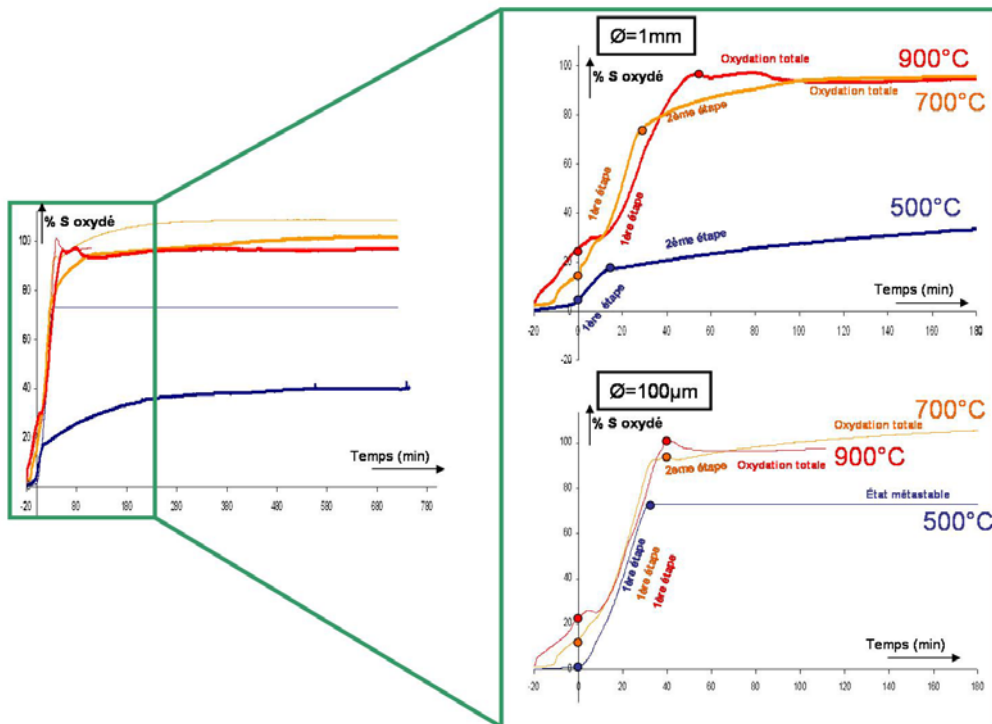 % S oxydé
100
80
60
40
20
-20
80
180
280
380
480
580
680
780
Temps (min)
Ø=1mm
% S oxydé
Oxydation totale
900°C
Oxydation totale
700°C
2ème étape
1ère étape
1ère étape
500°C
2ème étape
1ère étape
Temps (min)
100
80
60
40
20
0
-20
-20
0
20
40
60
80
100
120
140
160
180
Ø=100µm
% S oxydé
700°C
Oxydation totale
2eme étape
Oxydation totale
900°C
État métastable
500°C
1ère étape
1ère étape
1ère étape
Temps (min)
100
80
60
40
20
0
-20
0
20
40
60
80
100
120
140
160
180